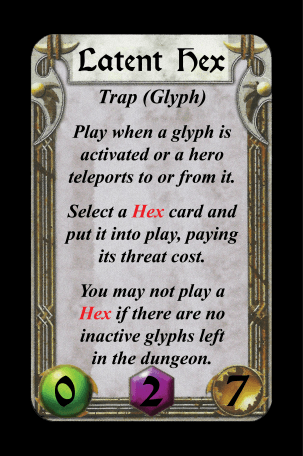 Latent Hex
Trap (Glyph)
Play when a glyph is
activated or a hero
teleports to or from it.
Select a Hex card and
put it into play, paying
its threat cost.
You may not play a
Hex if there are no
inactive glyphs left
in the dungeon.
0 2 7